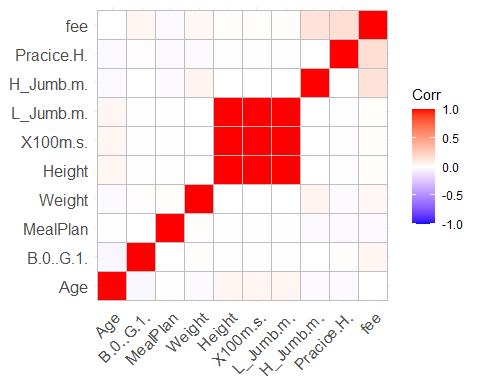 fee
Pracice.H.
H_Jumb.m.
L_Jumb.m.
X100m.s.
Height
Weight
MealPlan
B.0..G.1.
Age
Age
B.0..G.1.
MealPlan
Weight
Height
X100m.s.
L_Jumb.m.
H_Jumb.m.
Pracice.H.
fee
Corr
1.0
0.5
0.0
-0.5
-1.0